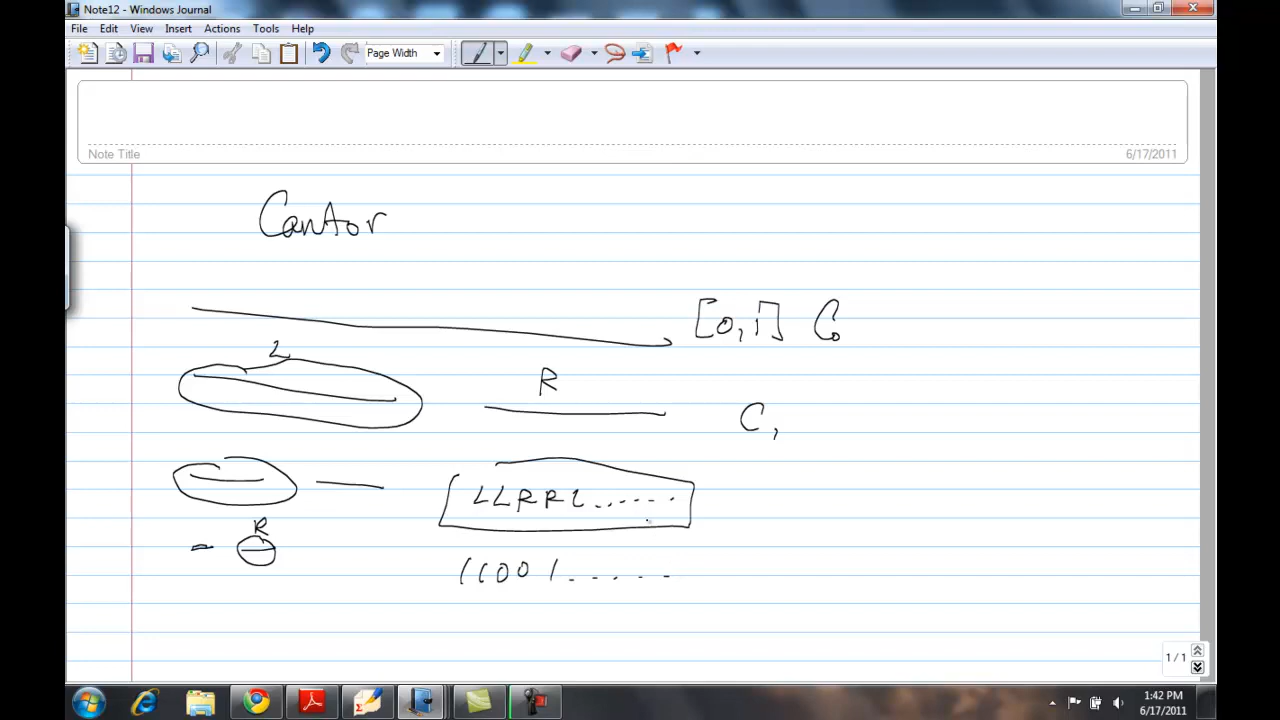 Note12 - Windows Journal
File Edit View Insert Actions Tools Help
Page Width
Note Title
6/17/2011
Cantor
[0,1] C0
L
R
C1
LLRRL......
R
11001......
1 / 1
1:42 PM
6/17/2011